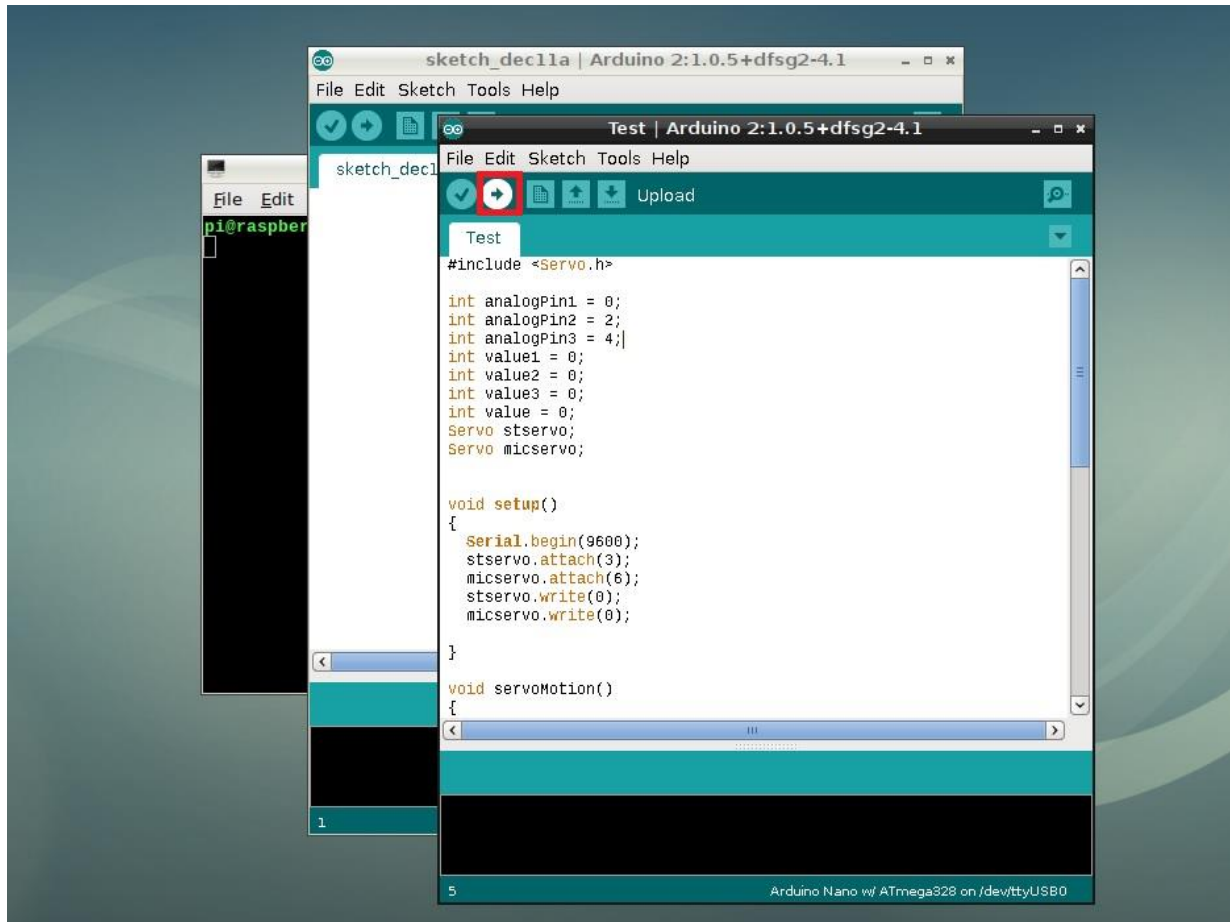 sketch_dec11a | Arduino 2:1.0.5+dfsg2-4.1
File Edit Sketch Tools Help
sketch_dec1
1
File Edit
pi@raspber
Test | Arduino 2:1.0.5+dfsg2-4.1
File Edit Sketch Tools Help
Upload
Test
#include <Servo.h>
int analogPin1 = 0;
int analogPin2 = 2;
int analogPin3 = 4;
int value1 = 0;
int value2 = 0;
int value3 = 0;
int value = 0;
Servo stservo;
Servo micservo;
void setup()
{
Serial.begin(9600);
stservo.attach(3);
micservo.attach(6);
stservo.write(0);
micservo.write(0);
}
void servoMotion()
{
5
Arduino Nano w/ ATmega328 on /dev/ttyUSB0